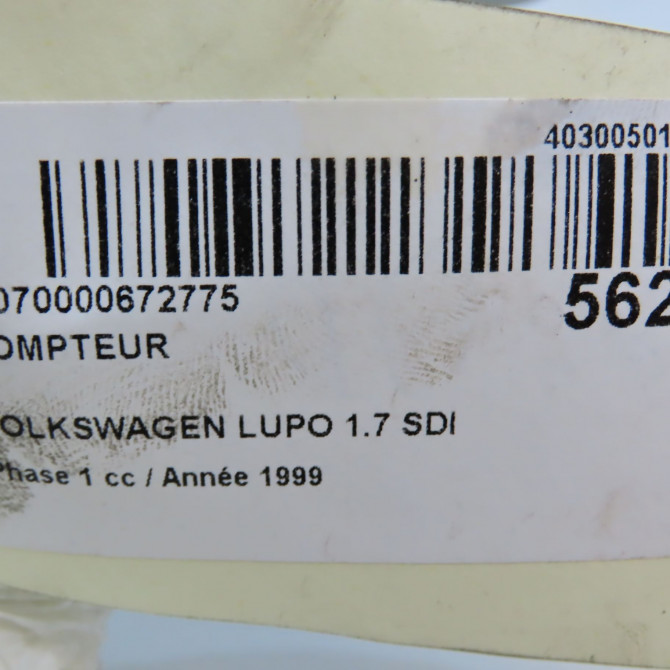 40300501
070000672775
562
OMPTEUR
OLKSWAGEN LUPO 1.7 SDI
Phase 1 cc / Année 1999